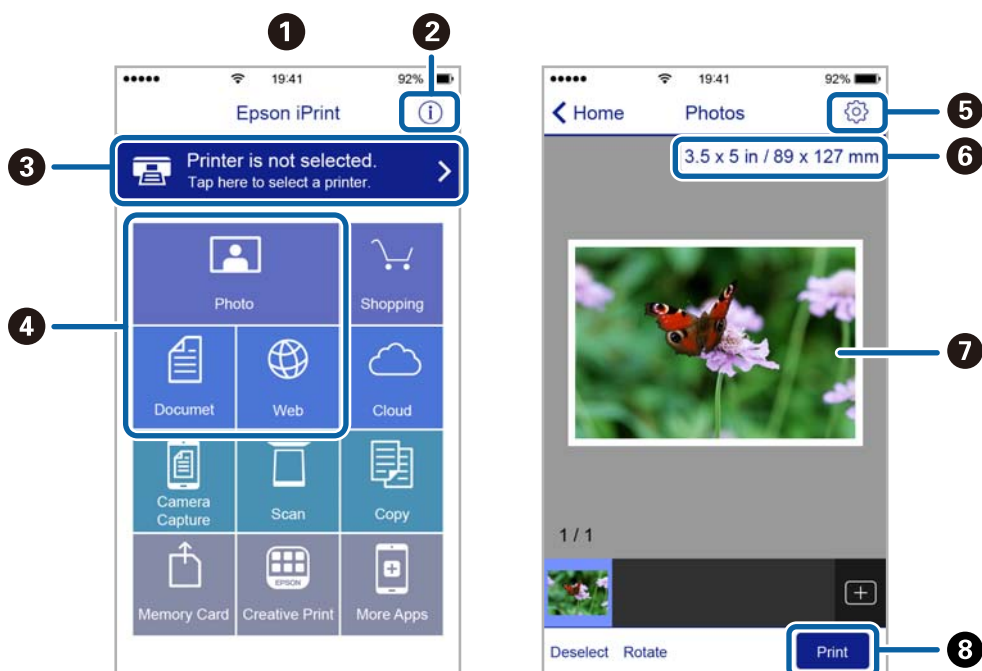 1
2
19:41 92%
Epson iPrint
3
Printer is not selected.
Tap here to select a printer.
4
Photo
Shopping
Documet
Web
Cloud
Camera
Capture
Scan
Copy
EPSON
Memory Card
Creative Print
More Apps
19:41 92%
Home Photos
5
3.5 x 5 in / 89 x 127 mm
6
7
1 / 1
Deselect Rotate Print
8